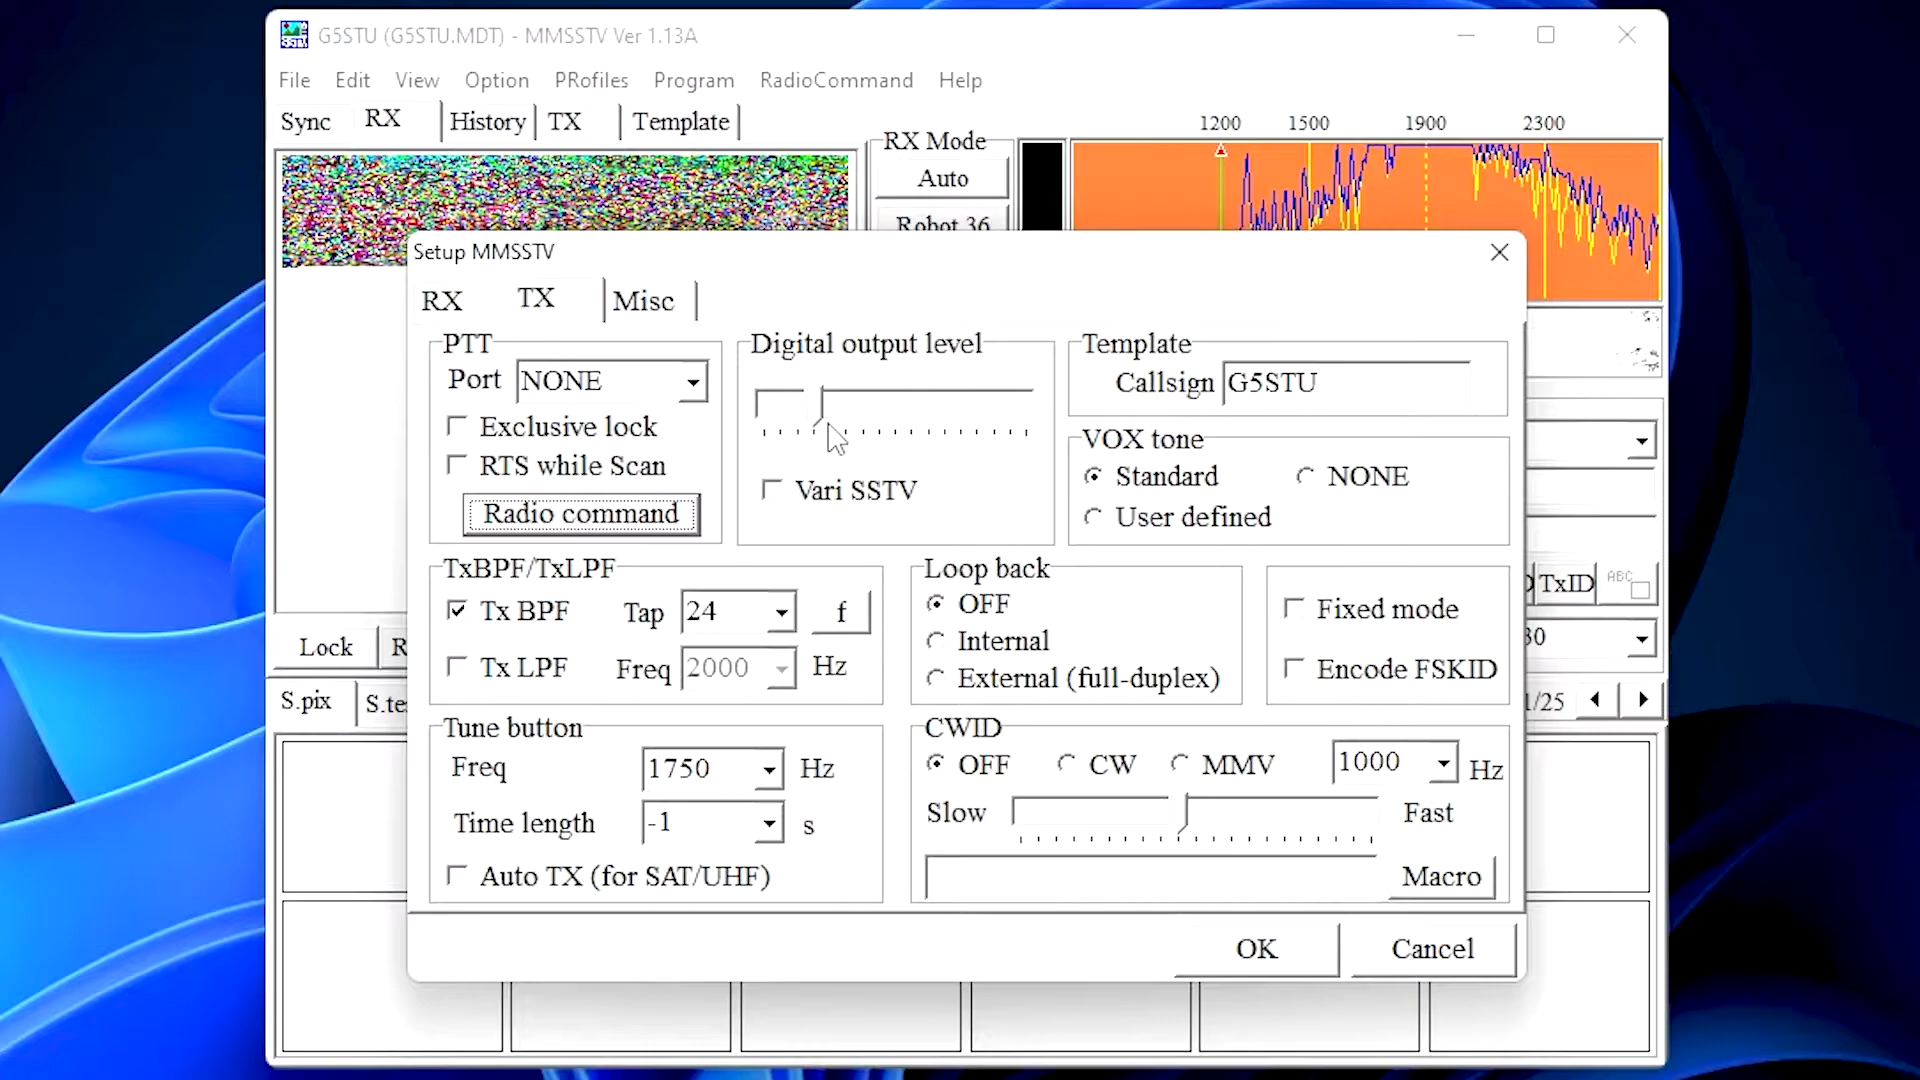 G5STU (G5STU.MDT) - MMSSTV Ver 1.13A
File Edit View Option PRofiles Program RadioCommand Help
Sync RX History TX Template
1200 1500 1900 2300
RX Mode
Auto
Robot 36
Setup MMSSTV
RX TX Misc
PTT
Port NONE
Exclusive lock
RTS while Scan
Radio command
Digital output level
Vari SSTV
Template
Callsign G5STU
VOX tone
Standard NONE
User defined
TxBPF/TxLPF
Tx BPF Tap 24 f
Tx LPF Freq 2000 Hz
Loop back
OFF
Internal
External (full-duplex)
Fixed mode
Encode FSKID
Tune button
Freq 1750 Hz
Time length -1 s
Auto TX (for SAT/UHF)
CWID
OFF CW MMV 1000 Hz
Slow Fast
Macro
OK Cancel
TxID ABC
Lock R
S.pix S.te
1/25